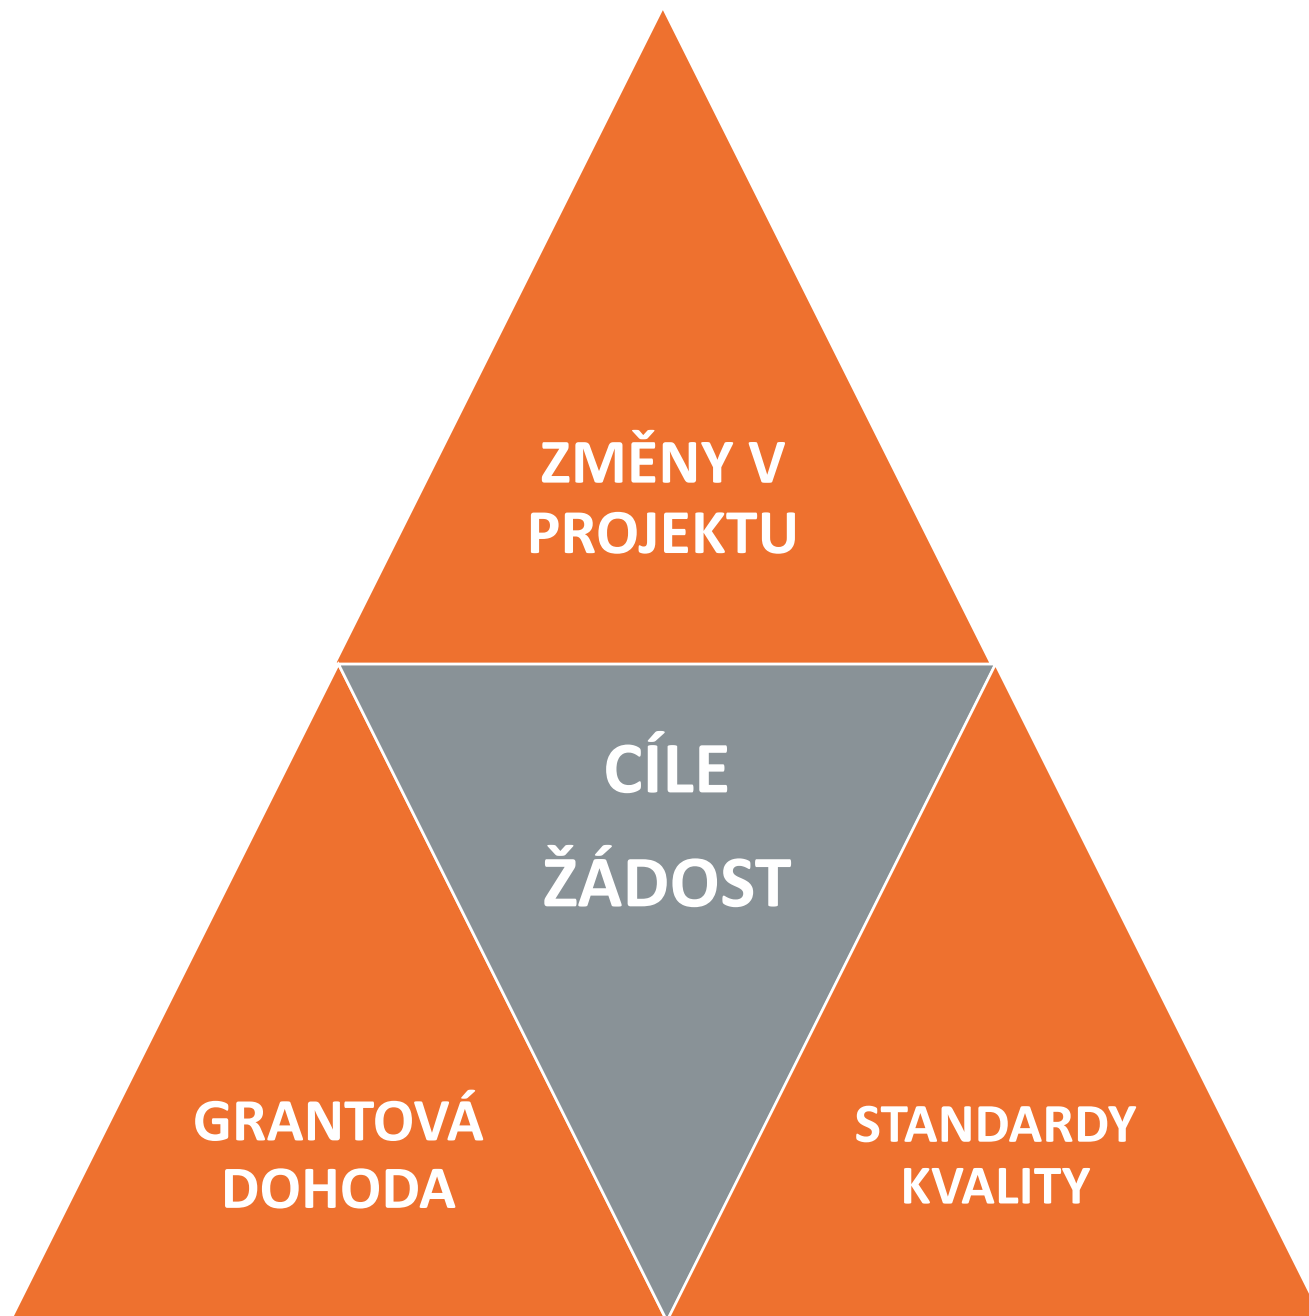 ZMĚNY V
PROJEKTU
CÍLE
ŽÁDOST
GRANTOVÁ
DOHODA
STANDARDY
KVALITY